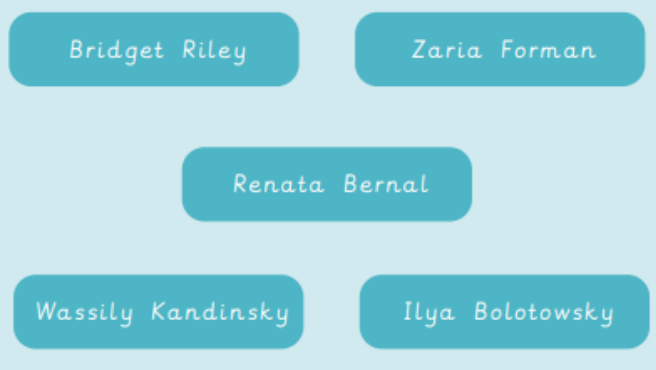 Bridget Riley
Zaria Forman
Renata Bernal
Wassily Kandinsky
Ilya Bolotowsky